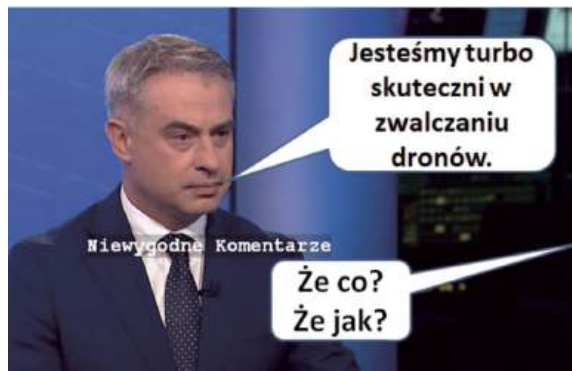 Jesteśmy turbo
skuteczni w
zwalczaniu
dronów.
Niewygodne Komentarze
Że co?
Że jak?